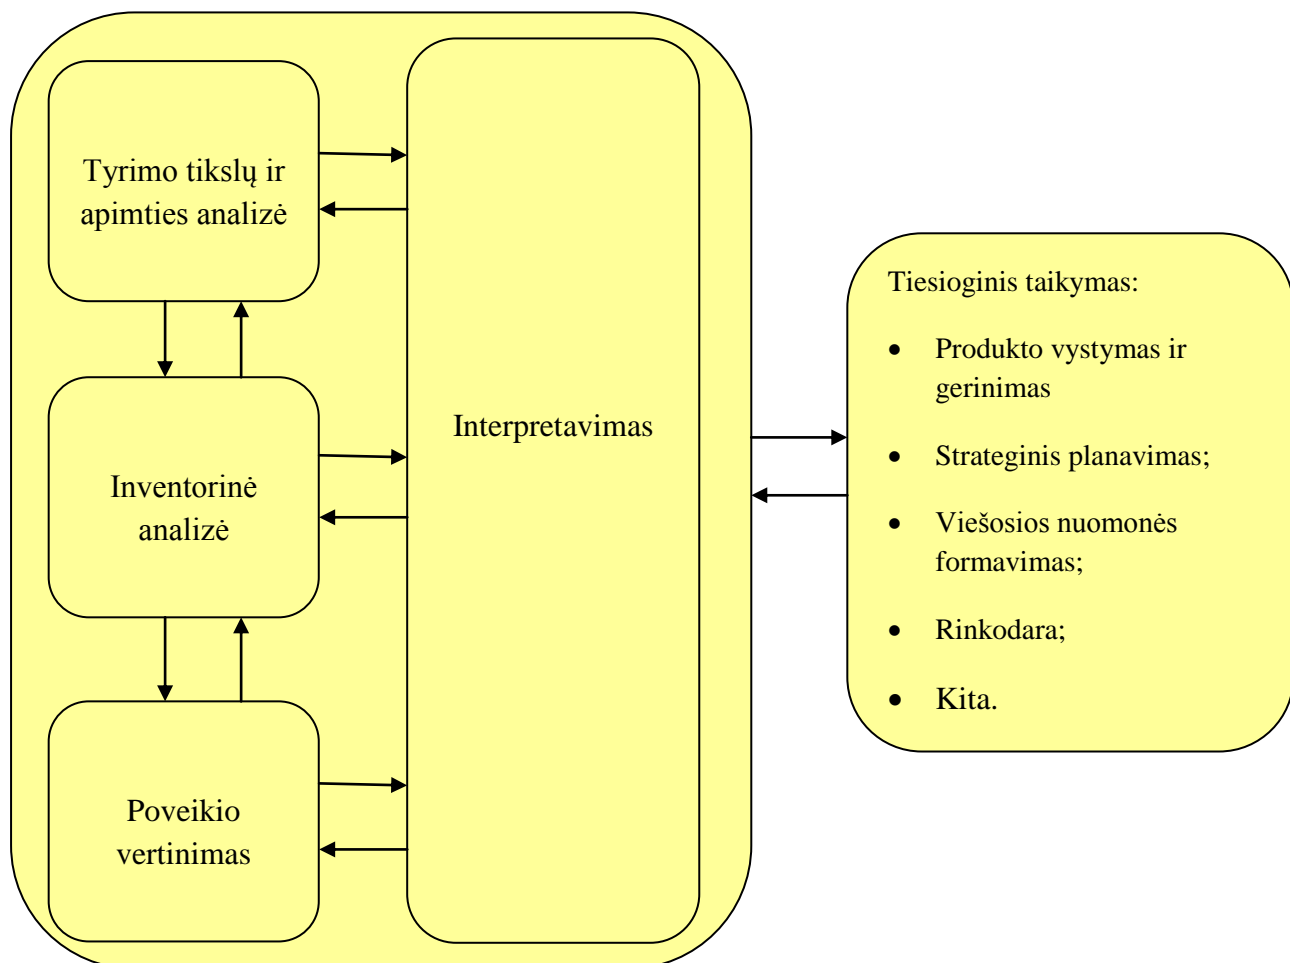 Tyrimo tikslų ir
apimties analizė
Inventorinė
analizė
Poveikio
vertinimas
Interpretavimas
Tiesioginis taikymas:
• Produkto vystymas ir
gerinimas
• Strateginis planavimas;
• Viešosios nuomonės
formavimas;
• Rinkodara;
• Kita.